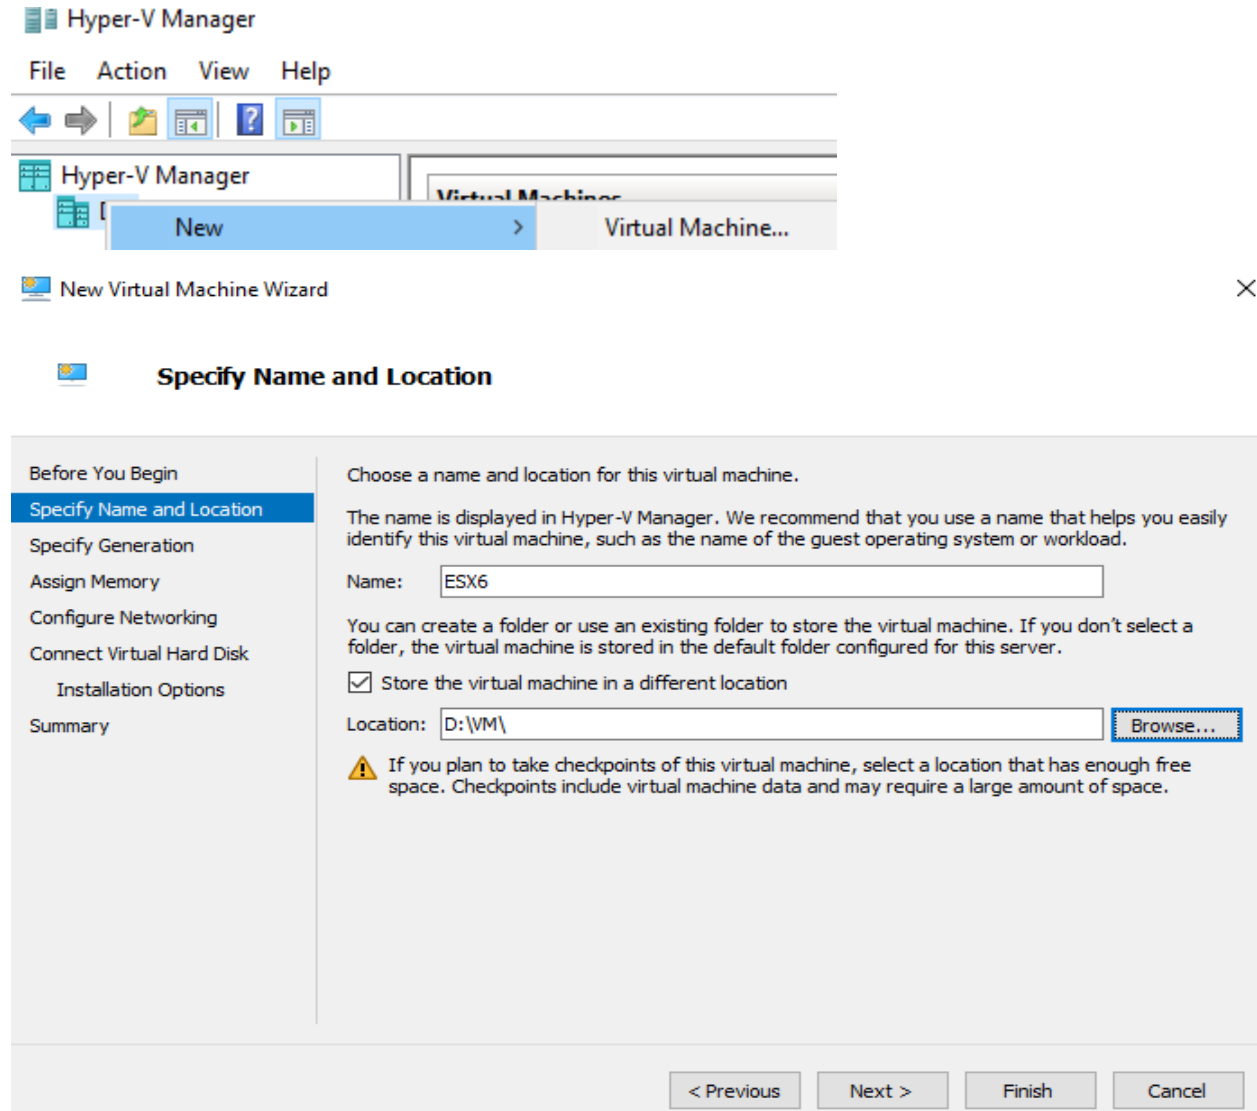 Hyper-V Manager
File Action View Help
Hyper-V Manager
Virtual Machines
New
Virtual Machine...
New Virtual Machine Wizard
Specify Name and Location
Before You Begin
Specify Name and Location
Specify Generation
Assign Memory
Configure Networking
Connect Virtual Hard Disk
Installation Options
Summary
Choose a name and location for this virtual machine.
The name is displayed in Hyper-V Manager. We recommend that you use a name that helps you easily
identify this virtual machine, such as the name of the guest operating system or workload.
Name: ESX6
You can create a folder or use an existing folder to store the virtual machine. If you don't select a
folder, the virtual machine is stored in the default folder configured for this server.
Store the virtual machine in a different location
Location: D:\VM\ Browse...
If you plan to take checkpoints of this virtual machine, select a location that has enough free
space. Checkpoints include virtual machine data and may require a large amount of space.
< Previous Next > Finish Cancel